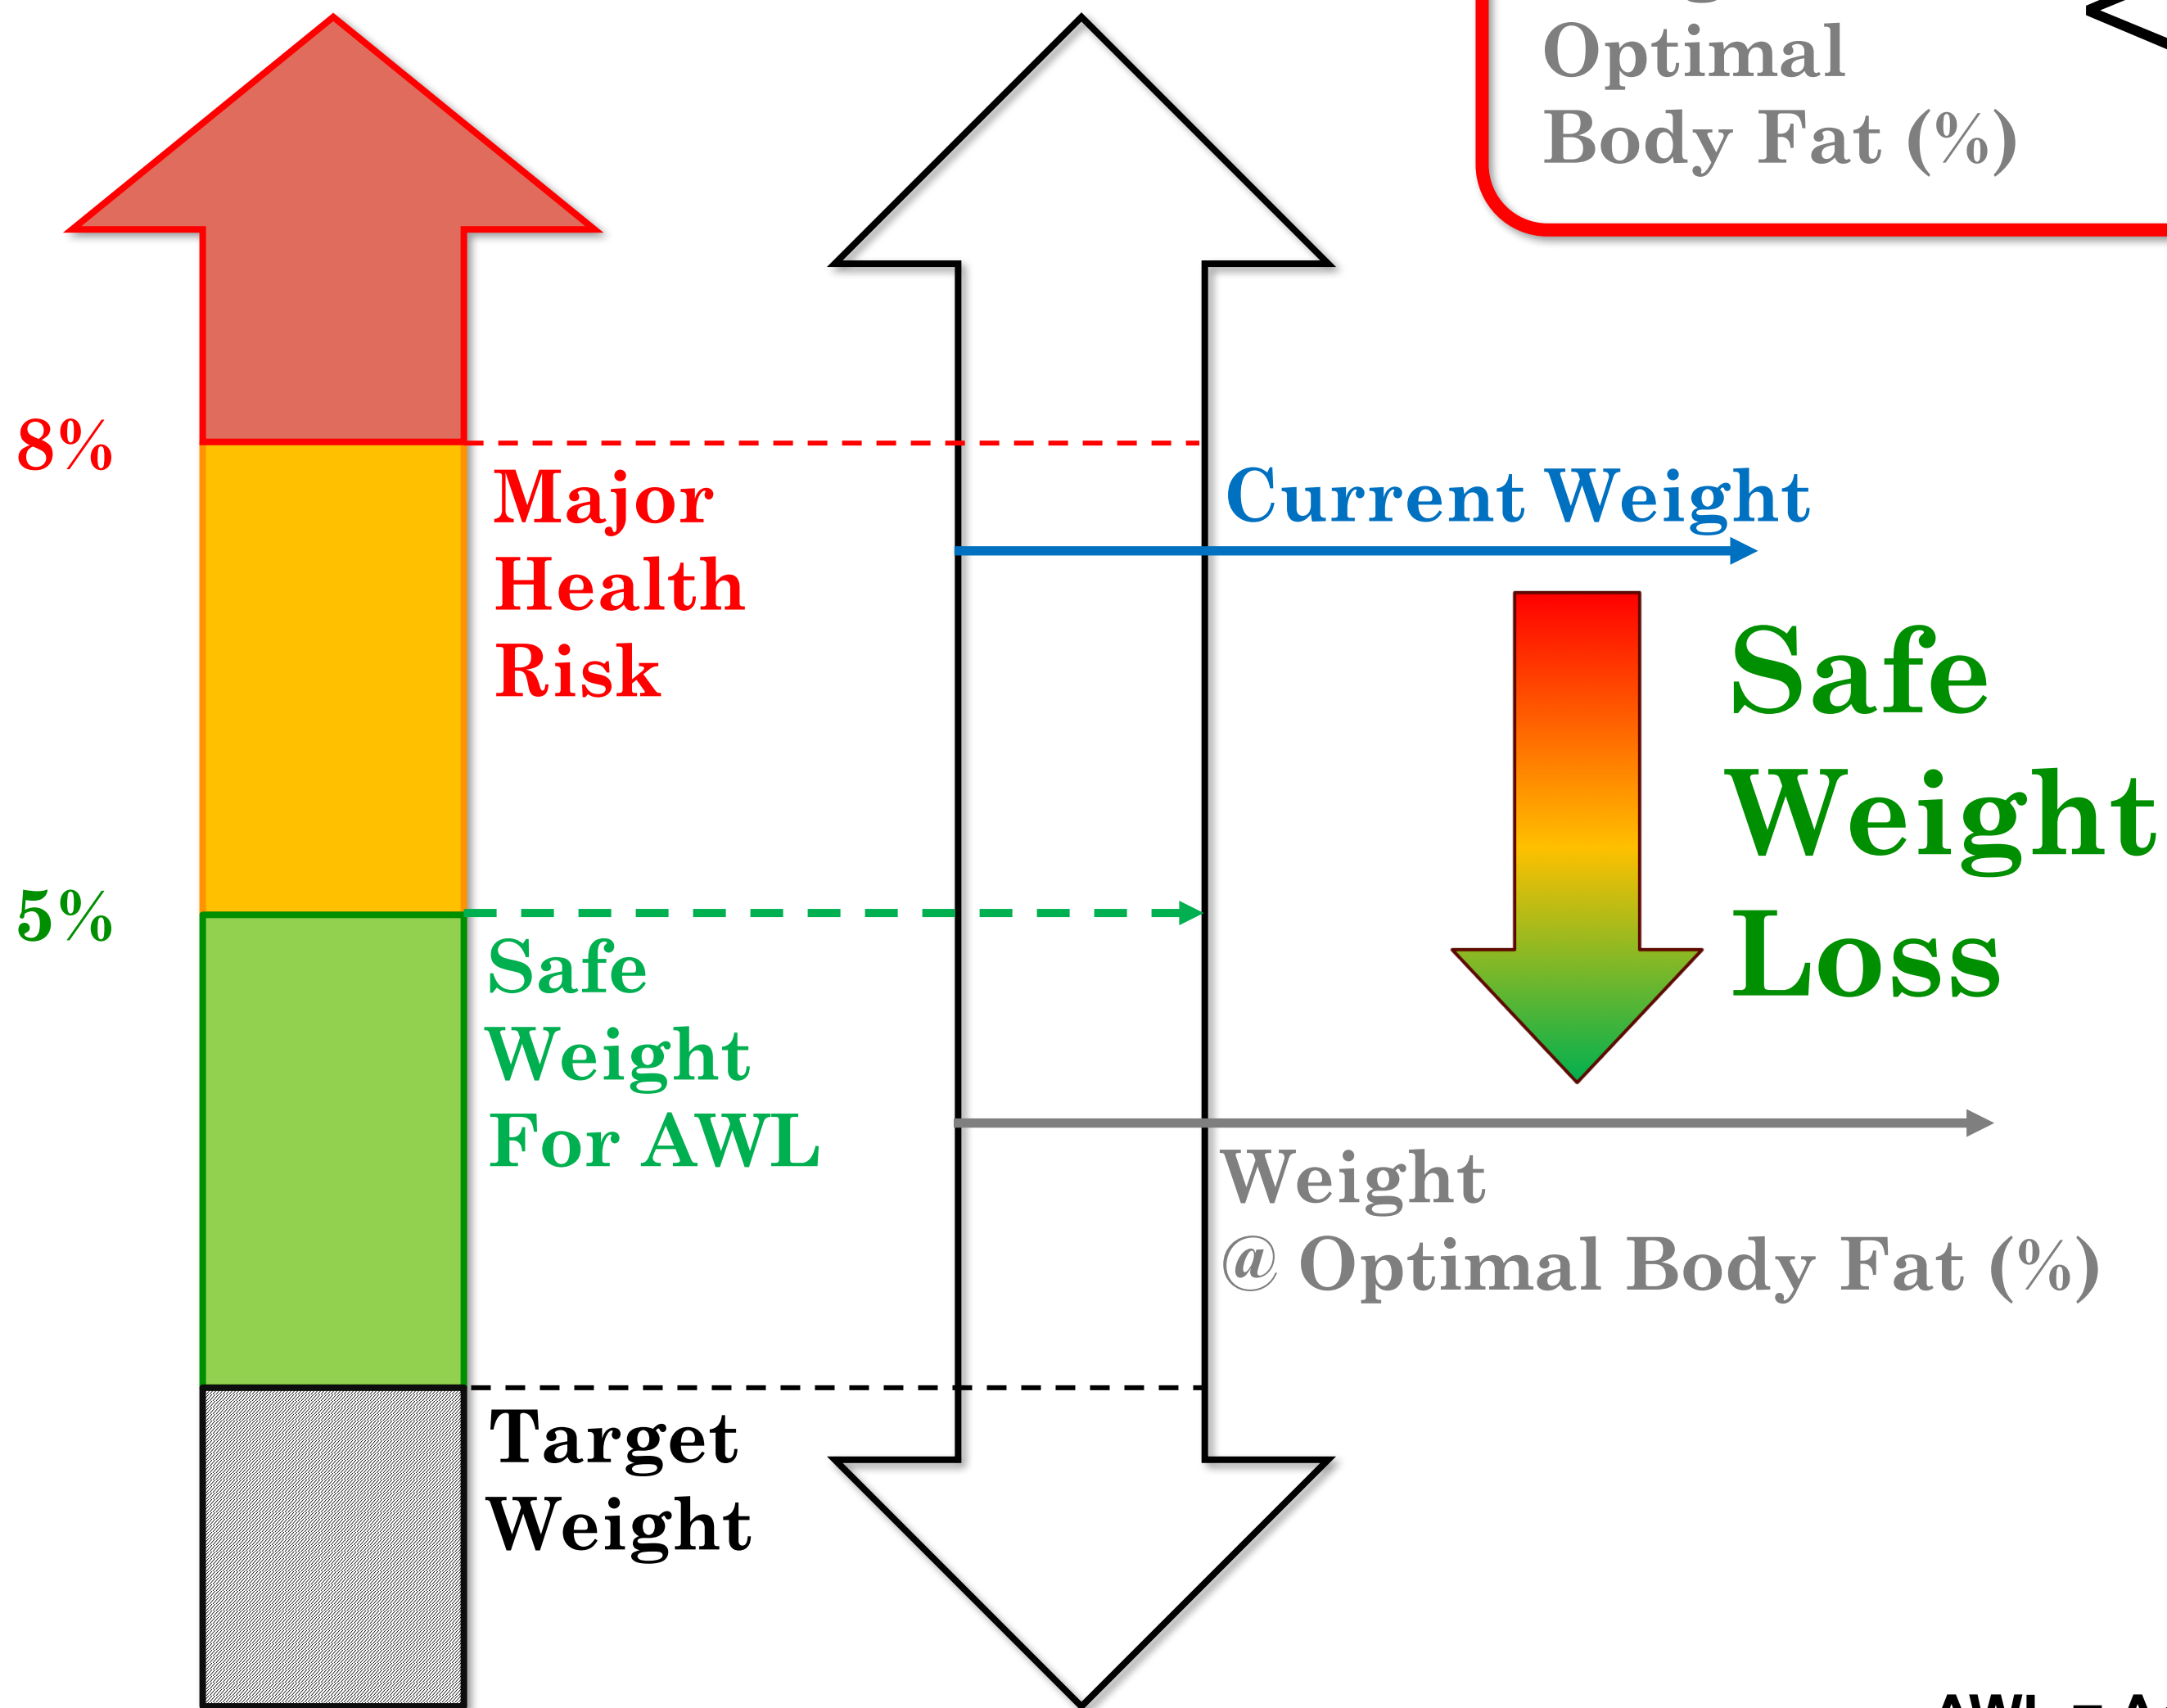 Optimal
Body Fat (%)
<
8%
Major
Health
Risk
Current Weight
Safe
Weight
Loss
5%
Safe
Weight
For AWL
Weight
@ Optimal Body Fat (%)
Target
Weight
AWL =